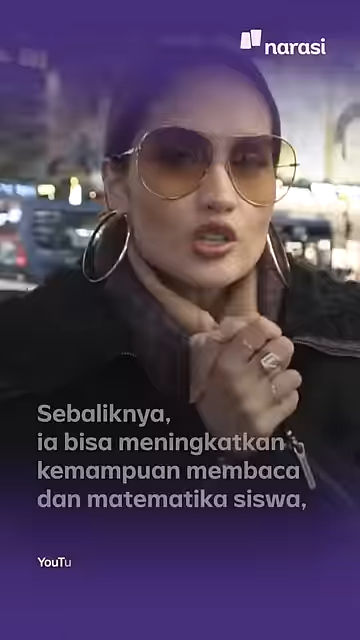 narasi
Sebaliknya,
ia bisa meningkatkan
kemampuan membaca
dan matematika siswa,
YouTu